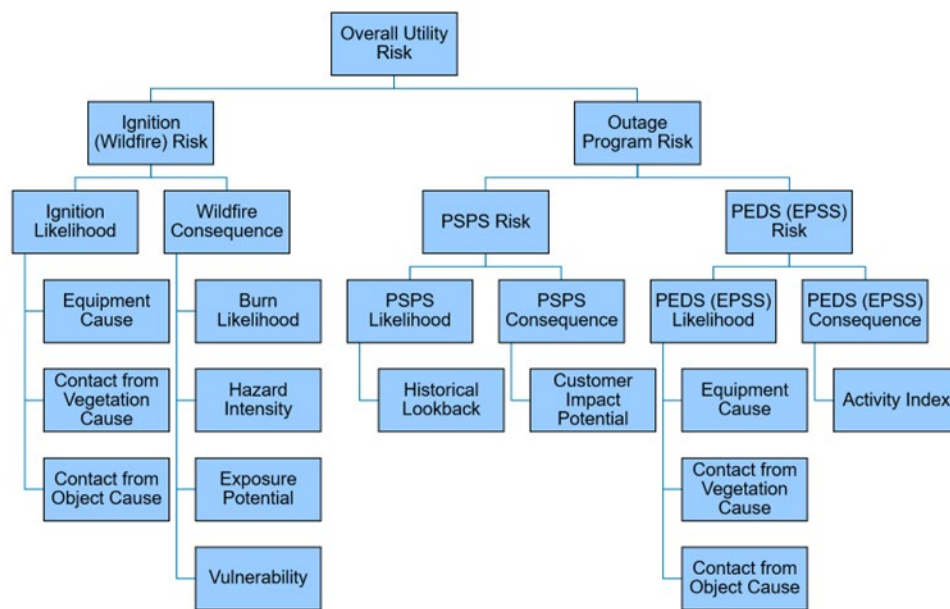 Overall Utility
Risk
Ignition
(Wildfire) Risk
Outage
Program Risk
Ignition
Likelihood
Wildfire
Consequence
PSPS Risk
PEDS (EPSS)
Risk
Equipment
Cause
Burn
Likelihood
PSPS
Likelihood
PSPS
Consequence
PEDS (EPSS)
Likelihood
PEDS (EPSS)
Consequence
Contact from
Vegetation
Cause
Hazard
Intensity
Historical
Lookback
Customer
Impact
Potential
Equipment
Cause
Activity Index
Contact from
Object Cause
Exposure
Potential
Contact from
Vegetation
Cause
Vulnerability
Contact from
Object Cause